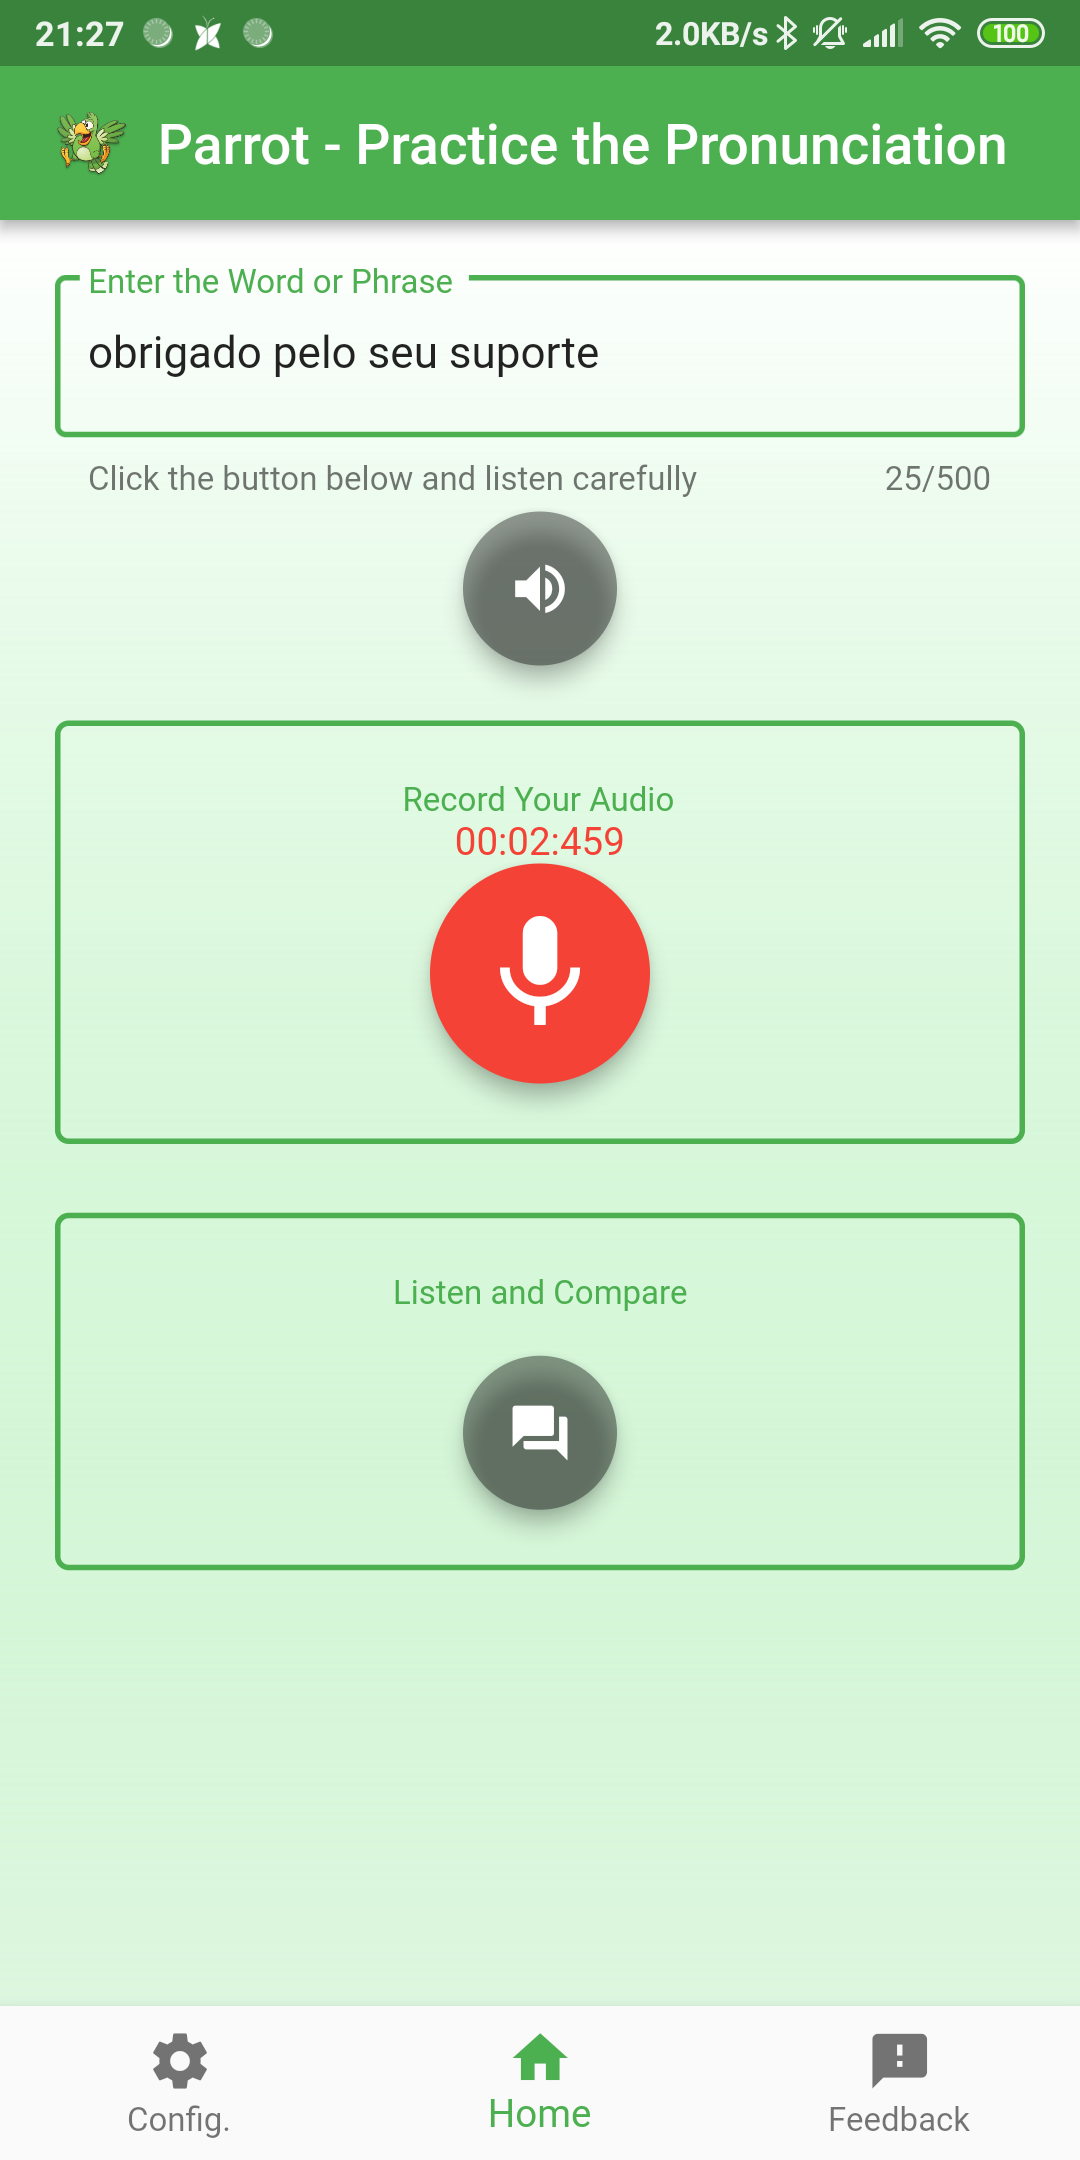 21:27 2.0KB/s 100
Parrot - Practice the Pronunciation
Enter the Word or Phrase
obrigado pelo seu suporte
Click the button below and listen carefully 25/500
Record Your Audio
00:02:459
Listen and Compare
Config. Home Feedback